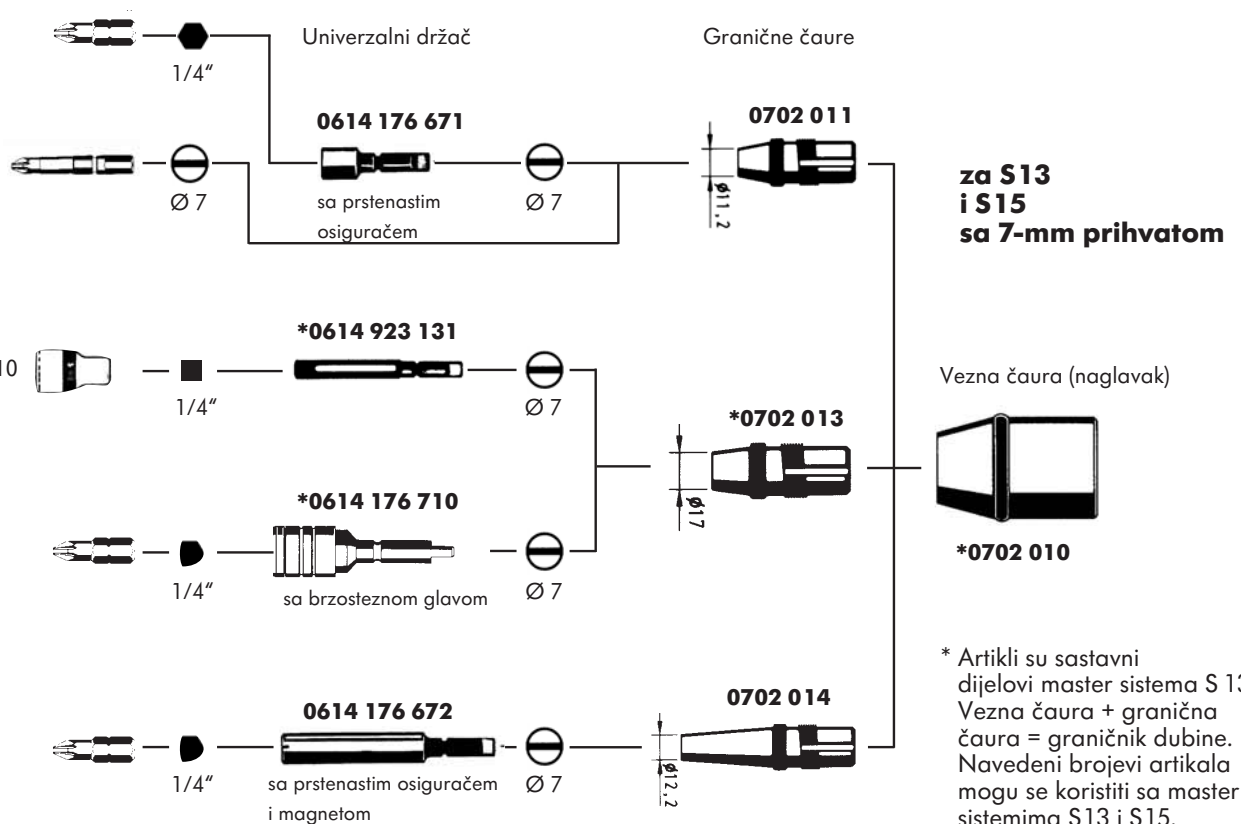 Univerzalni držač
Granične čaure
1/4“
0614 176 671
0702 011
Ø 7
sa prstenastim
osiguračem
Ø 7
ø11,2
za S13
i S15
sa 7-mm prihvatom
*0614 923 131
10
1/4“
Ø 7
*0702 013
ø17
Vezna čaura (naglavak)
*0702 010
*0614 176 710
1/4“
sa brzosteznom glavom
Ø 7
0614 176 672
0702 014
1/4“
sa prstenastim osiguračem
i magnetom
Ø 7
ø12,2
* Artikli su sastavni
dijelovi master sistema S 13
Vezna čaura + granična
čaura = graničnik dubine.
Navedeni brojevi artikala
mogu se koristiti sa master
sistemima S13 i S15.